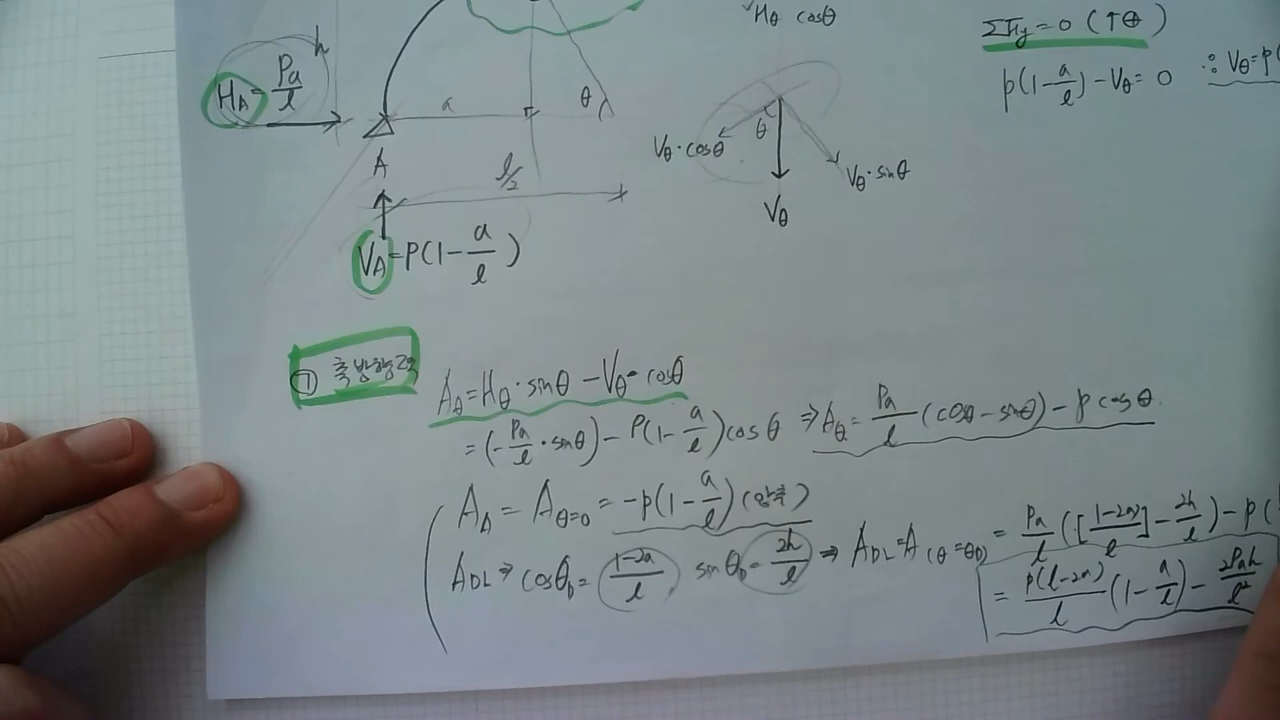 H_θ cosθ
ΣF_y=0 (↑⊕)
p(1-a/l)-V_θ=0 ∴ V_θ=p(
h
H_A=Pa/l
a
θ
A
l/2
V_A=P(1-a/l)
V_θ·cosθ
θ
V_θ·sinθ
V_θ
① 축방향력
A_θ=H_θ·sinθ-V_θ·cosθ
=(-Pa/l·sinθ)-P(1-a/l)cosθ ⇒A_θ=Pa/l(cosθ-sinθ)-pcosθ
A_A=A_θ=0=-p(1-a/l)(압축)
A_DL⇒cosθ_D=(l-2a)/l sinθ_D=2h/l ⇒ A_DL=A(θ=θ_D) =Pa/l([(l-2a)/l]-2h/l)-p(
=p(l-2a)/l(1-a/l)-2Pah/l²